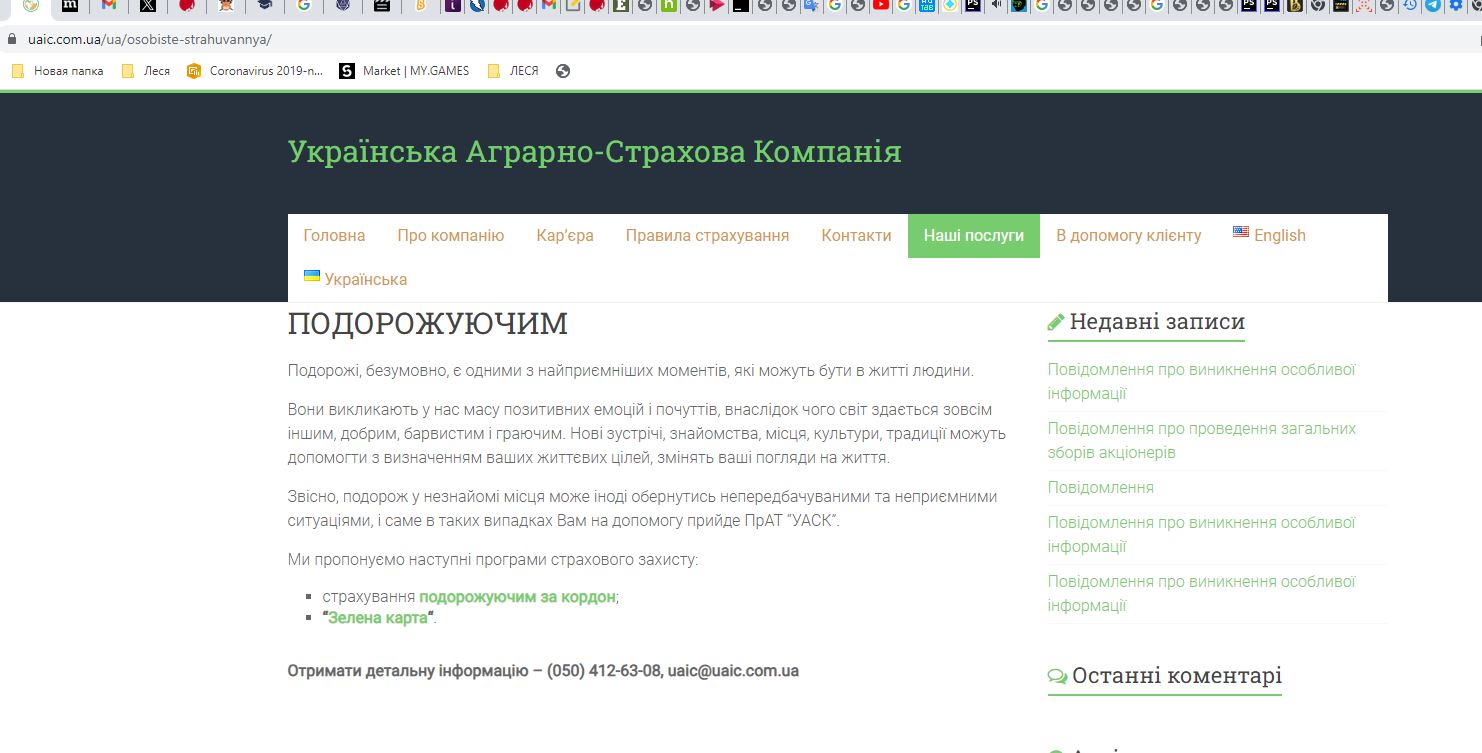 uaic.com.ua/ua/osobiste-strahuvannya/
Новая папка
Леся
Coronavirus 2019-n...
Market | MY.GAMES
ЛЕСЯ
Українська Аграрно-Страхова Компанія
Головна
Про компанію
Кар’єра
Правила страхування
Контакти
Наші послуги
В допомогу клієнту
English
Українська
ПОДОРОЖУЮЧИМ
Подорожі, безумовно, є одними з найприємніших моментів, які можуть бути в житті людини.
Вони викликають у нас масу позитивних емоцій і почуттів, внаслідок чого світ здається зовсім
іншим, добрим, барвистим і граючим. Нові зустрічі, знайомства, місця, культури, традиції можуть
допомогти з визначенням ваших життєвих цілей, змінять ваші погляди на життя.
Звісно, подорож у незнайомі місця може іноді обернутись непередбачуваними та неприємними
ситуаціями, і саме в таких випадках Вам на допомогу прийде ПрАТ “УАСК”.
Ми пропонуємо наступні програми страхового захисту:
страхування подорожуючим за кордон;
“Зелена карта“.
Отримати детальну інформацію – (050) 412-63-08, uaic@uaic.com.ua
Недавні записи
Повідомлення про виникнення особливої
інформації
Повідомлення про проведення загальних
зборів акціонерів
Повідомлення
Повідомлення про виникнення особливої
інформації
Повідомлення про виникнення особливої
інформації
Останні коментарі